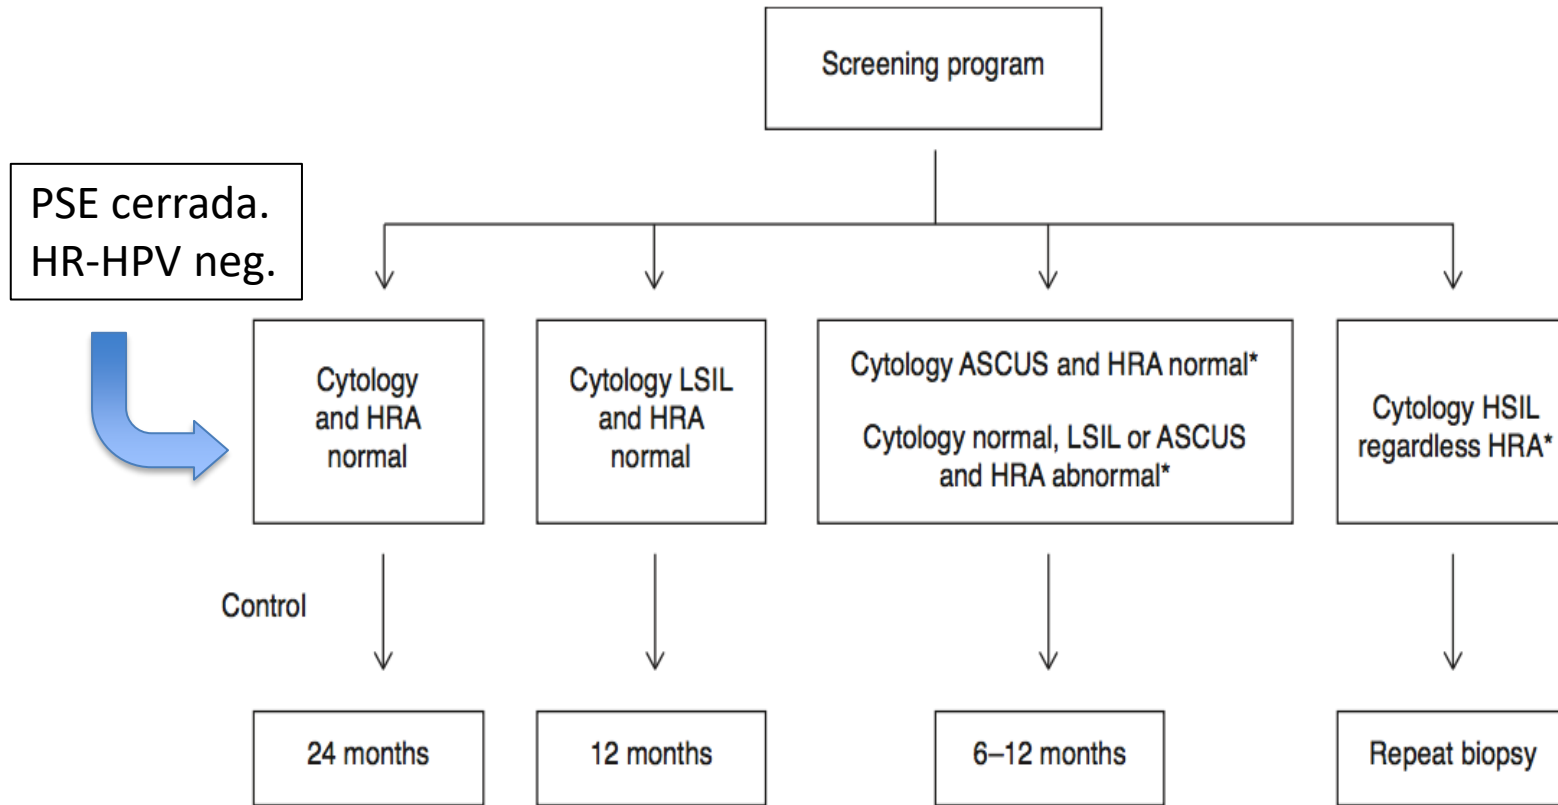 Screening program
PSE cerrada.
HR-HPV neg.
Cytology
and HRA
normal
Cytology LSIL
and HRA
normal
Cytology ASCUS and HRA normal*
Cytology normal, LSIL or ASCUS
and HRA abnormal*
Cytology HSIL
regardless HRA*
Control
24 months
12 months
6–12 months
Repeat biopsy